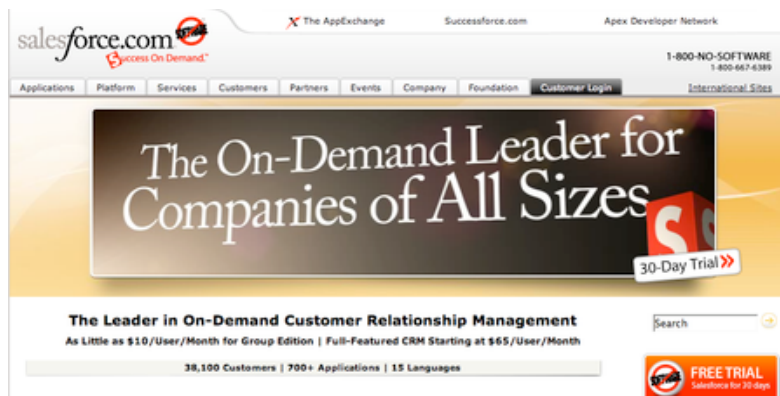 The AppExchange
Successforce.com
Apex Developer Network
salesforce.com
SOFTWARE
Success On Demand.™
1-800-NO-SOFTWARE
1-800-667-6389
Applications
Platform
Services
Customers
Partners
Events
Company
Foundation
Customer Login
International Sites
The On-Demand Leader for
Companies of All Sizes
S
30-Day Trial
The Leader in On-Demand Customer Relationship Management
As Little as $10/User/Month for Group Edition | Full-Featured CRM Starting at $65/User/Month
38,100 Customers | 700+ Applications | 15 Languages
Search
SOFTWARE
FREE TRIAL
Salesforce for 30 days